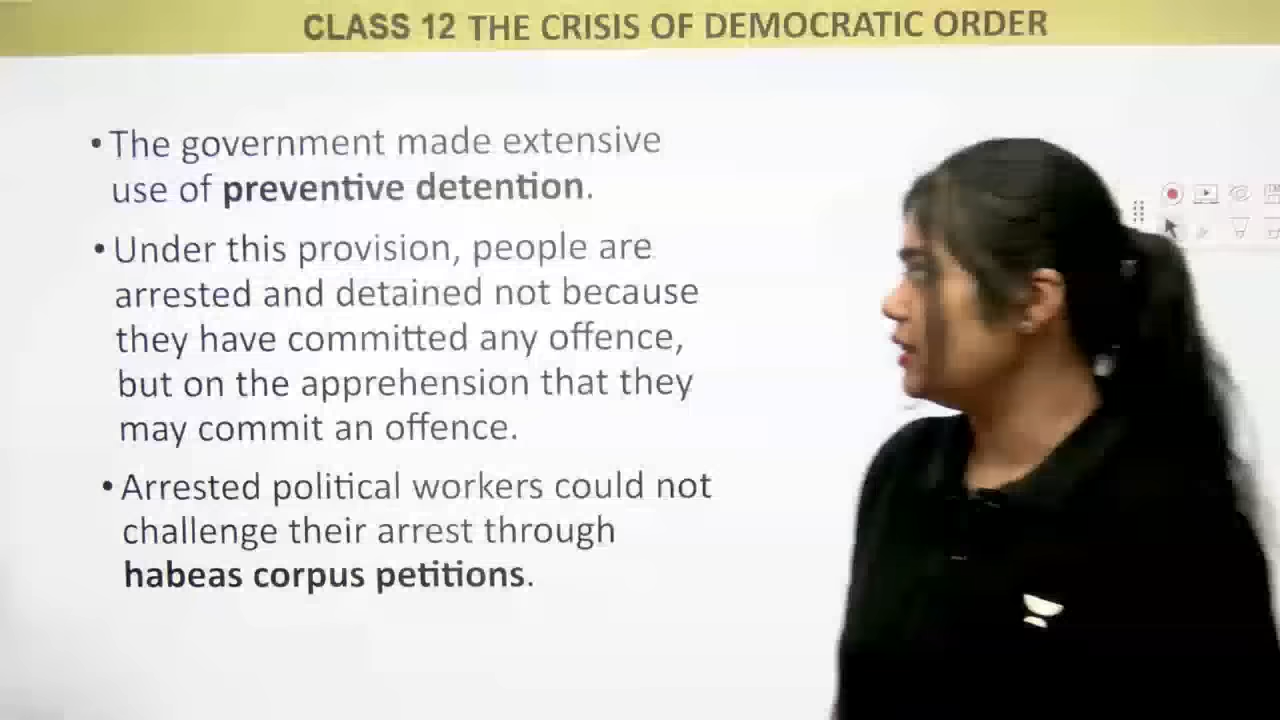 CLASS 12 THE CRISIS OF DEMOCRATIC ORDER
• The government made extensive
use of preventive detention.
• Under this provision, people are
arrested and detained not because
they have committed any offence,
but on the apprehension that they
may commit an offence.
• Arrested political workers could not
challenge their arrest through
habeas corpus petitions.